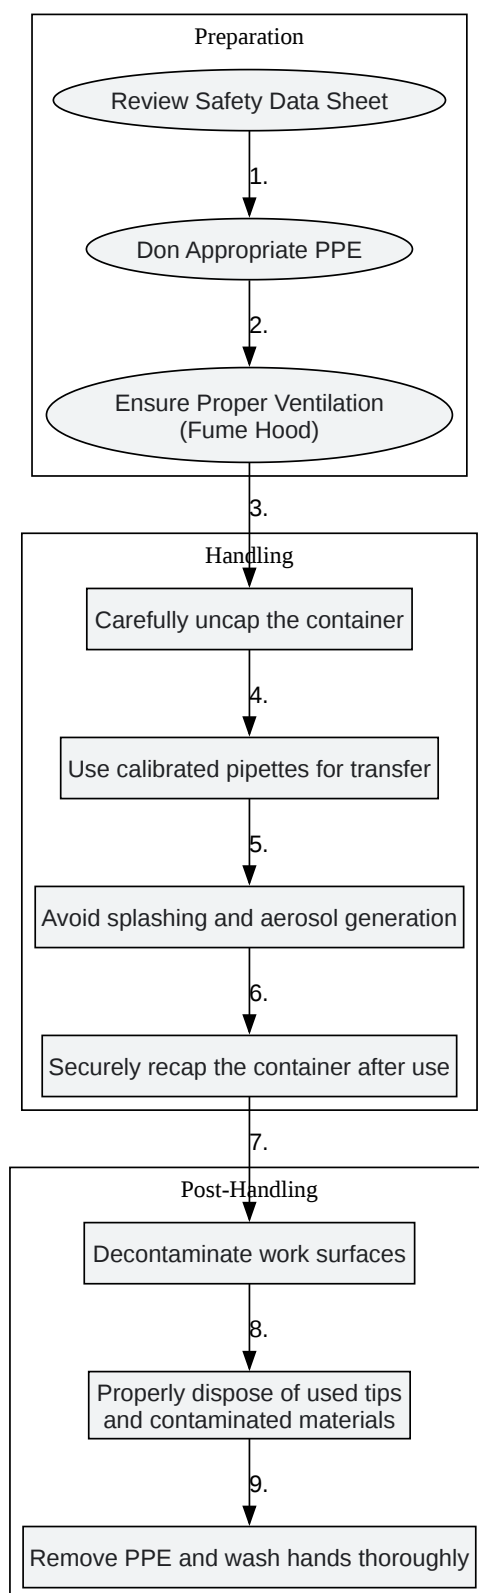 Preparation
Review Safety Data Sheet
1.
Don Appropriate PPE
2.
Ensure Proper Ventilation
(Fume Hood)
3.
Handling
Carefully uncap the container
4.
Use calibrated pipettes for transfer
5.
Avoid splashing and aerosol generation
6.
Securely recap the container after use
7.
Post-Handling
Decontaminate work surfaces
8.
Properly dispose of used tips
and contaminated materials
9.
Remove PPE and wash hands thoroughly